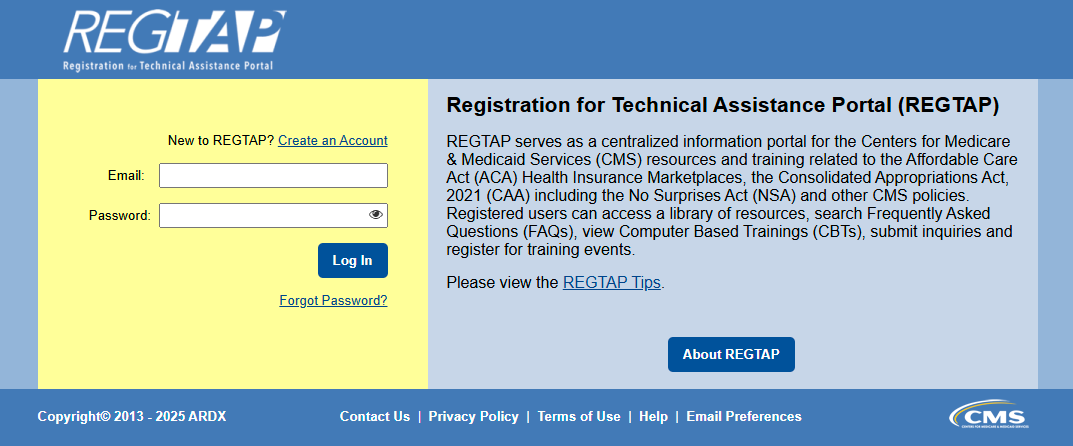 REGTAP
Registration for Technical Assistance Portal
New to REGTAP? Create an Account
Email:
Password:
Log In
Forgot Password?
Registration for Technical Assistance Portal (REGTAP)
REGTAP serves as a centralized information portal for the Centers for Medicare
& Medicaid Services (CMS) resources and training related to the Affordable Care
Act (ACA) Health Insurance Marketplaces, the Consolidated Appropriations Act,
2021 (CAA) including the No Surprises Act (NSA) and other CMS policies.
Registered users can access a library of resources, search Frequently Asked
Questions (FAQs), view Computer Based Trainings (CBTs), submit inquiries and
register for training events.
Please view the REGTAP Tips.
About REGTAP
Copyright© 2013 - 2025 ARDX
Contact Us | Privacy Policy | Terms of Use | Help | Email Preferences
CMS
CENTERS FOR MEDICARE & MEDICAID SERVICES